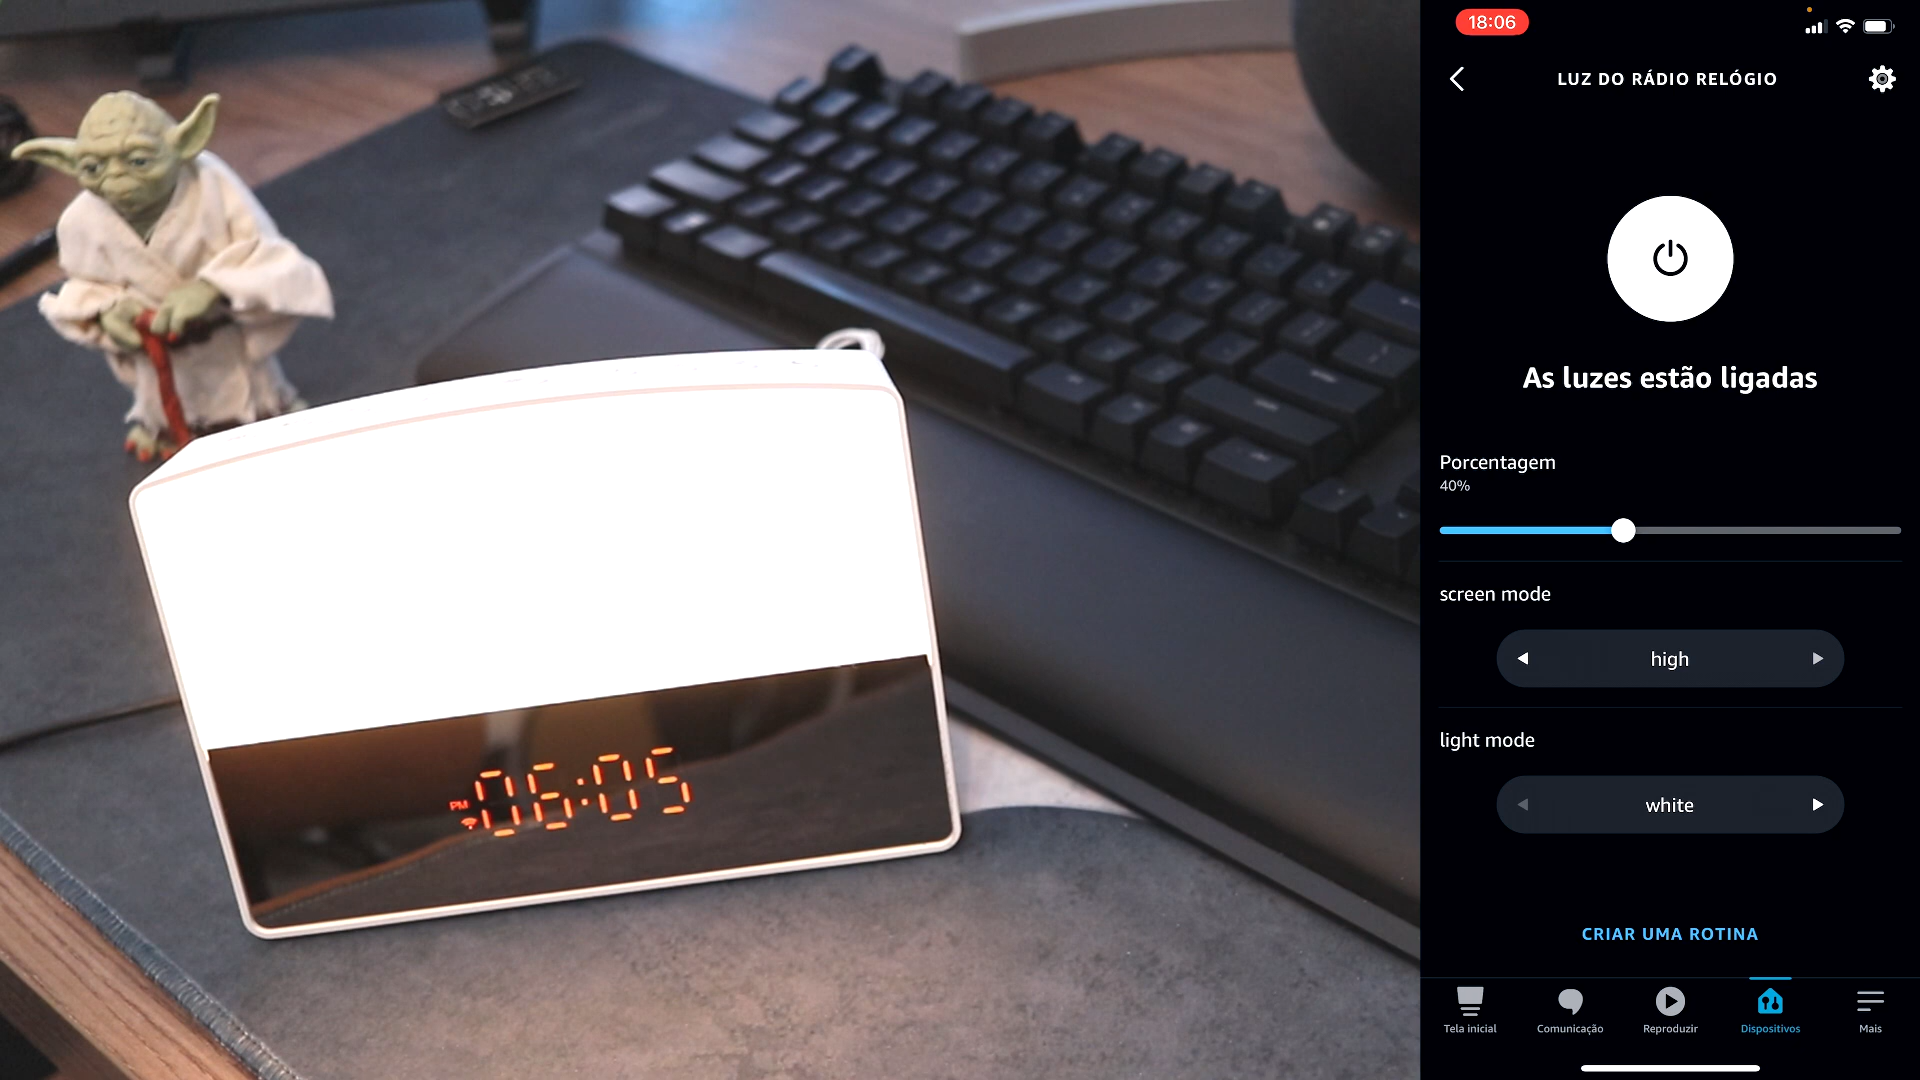 PM
06:05
18:06
LUZ DO RÁDIO RELÓGIO
As luzes estão ligadas
Porcentagem
40%
screen mode
high
light mode
white
CRIAR UMA ROTINA
Tela inicial
Comunicação
Reproduzir
Dispositivos
Mais